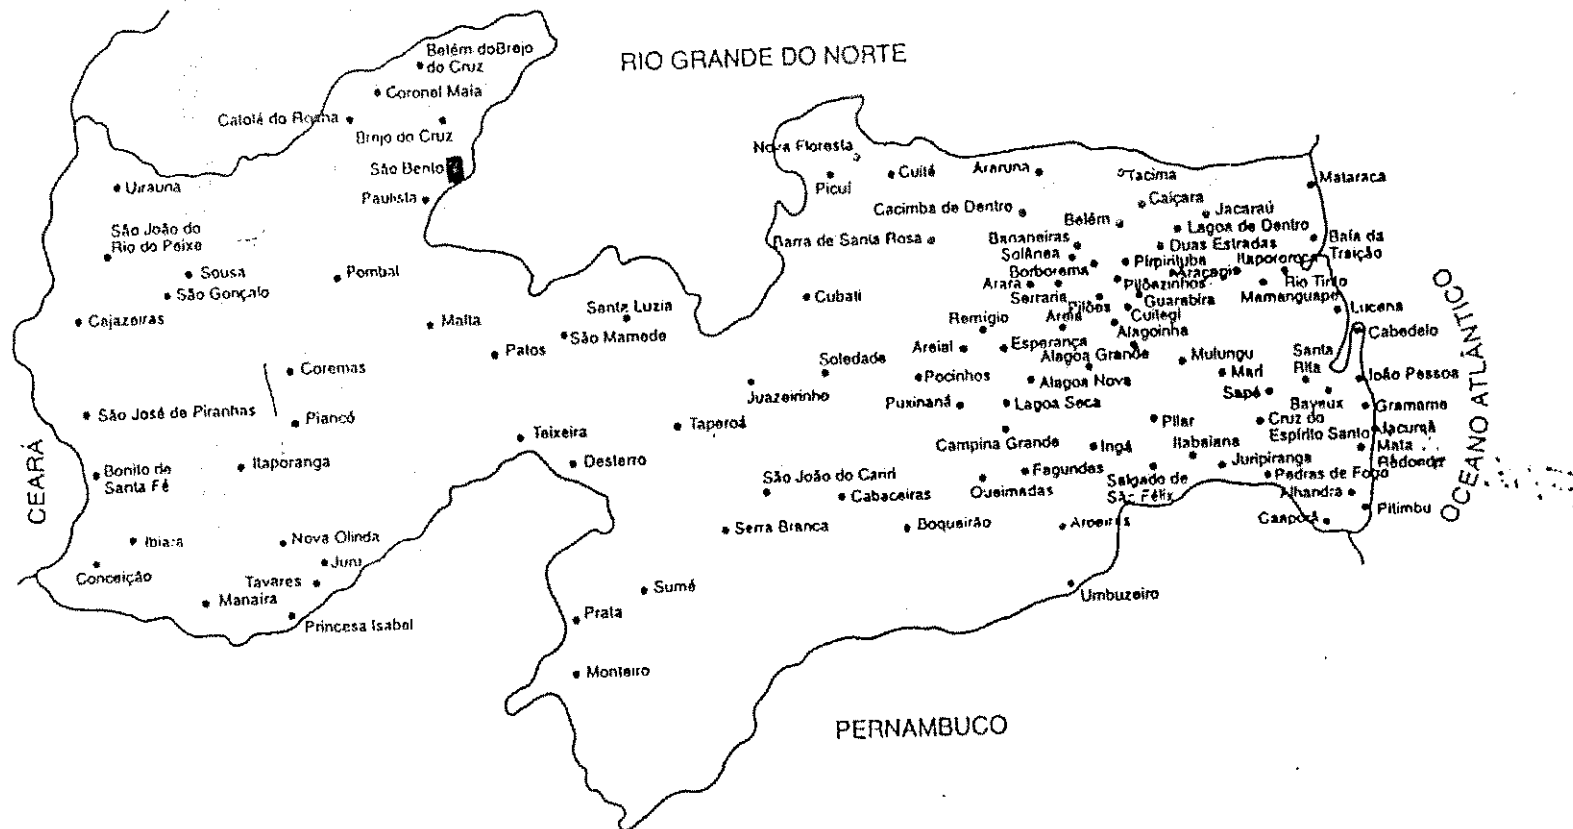 RIO GRANDE DO NORTE
Belém doBrejo
do Cruz
Coronel Maia
Catolé do Rocha
Brejo do Cruz
São Bento
Paulista
Uirauna
São João do
Rio do Peixe
Sousa
São Gonçalo
Pombal
Cajazeiras
Malta
Santa Luzia
São Mamede
Patos
Coremas
São José de Piranhas
Piancó
Teixeira
Desterro
Taperoá
CEARÁ
Bonito de
Santa Fé
Itaporanga
Ibiara
Nova Olinda
Conceição
Juru
Tavares
Manaira
Princesa Isabel
Nova Floresta
Picuí
Cuité
Araruna
Tacima
Mataraca
Cacimba de Dentro
Caiçara
Belém
Jacaraú
Lagoa de Dentro
Barra de Santa Rosa
Bananeiras
Duas Estradas
Baía da
Traição
Solânea
Borborema
Pirpirituba
Itapororoca
Araçagi
Arara
Serraria
Pilõezinhos
Rio Tinto
Mamanguape
Cubati
Pilões
Guarabira
Cuitegi
Lucena
Remígio
Areia
Alagoinha
Cabedelo
Areial
Esperança
Alagoa Grande
Mulungu
Santa
Rita
Soledade
Juazeirinho
Pocinhos
Alagoa Nova
Mari
João Pessoa
Puxinanã
Lagoa Seca
Sapé
Bayeux
Gramame
Campina Grande
Pilar
Cruz do
Espírito Santo
Jacumã
Ingá
Itabaiana
Mata
Redonda
Fagundes
Juripiranga
Pedras de Fogo
São João do Cariri
Cabaceiras
Queimadas
Salgado de
São Félix
Alhandra
Pitimbu
Caaporã
Serra Branca
Boqueirão
Aroeiras
Sumé
Umbuzeiro
Prata
Monteiro
PERNAMBUCO
OCEANO ATLÂNTICO